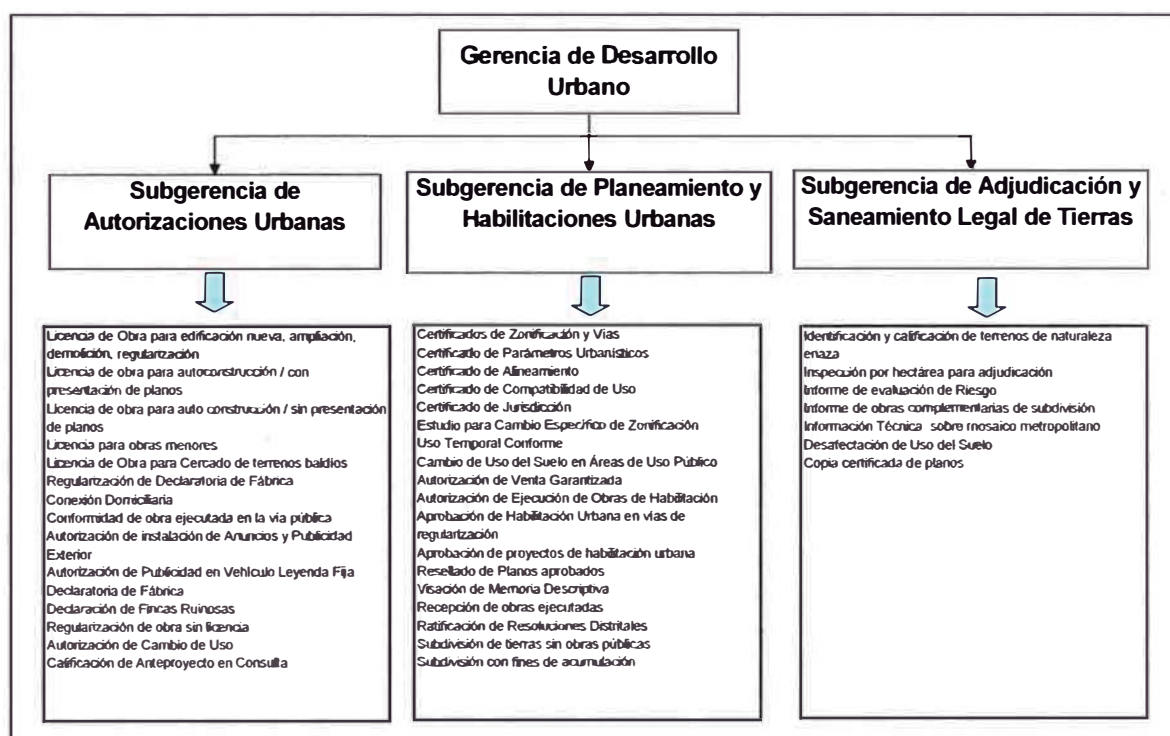 Gerencia de Desarrollo
Urbano
Subgerencia de
Autorizaciones Urbanas
Subgerencia de Planeamiento y
Habilitaciones Urbanas
Subgerencia de Adjudicación y
Saneamiento Legal de Tierras
Licencia de Obra para edificación nueva, ampliación,
demolición, regularización
Licencia de obra para autoconstrucción / con
presentación de planos
Licencia de obra para auto construcción / sin presentación
de planos
Licencia para obras menores
Licencia de Obra para Cercado de terrenos baldíos
Regularización de Declaratoria de Fábrica
Conexión Domiciliaria
Conformidad de obra ejecutada en la vía pública
Autorización de instalación de Anuncios y Publicidad
Exterior
Autorización de Publicidad en Vehículo Leyenda Fija
Declaratoria de Fábrica
Declaración de Fincas Ruinosas
Regularización de obra sin licencia
Autorización de Cambio de Uso
Calificación de Anteproyecto en Consulta
Certificados de Zonificación y Vías
Certificado de Parámetros Urbanísticos
Certificado de Alineamiento
Certificado de Compatibilidad de Uso
Certificado de Jurisdicción
Estudio para Cambio Específico de Zonificación
Uso Temporal Conforme
Cambio de Uso del Suelo en Áreas de Uso Público
Autorización de Venta Garantizada
Autorización de Ejecución de Obras de Habilitación
Aprobación de Habilitación Urbana en vías de
regularización
Aprobación de proyectos de habilitación urbana
Resellado de Planos aprobados
Visación de Memoria Descriptiva
Recepción de obras ejecutadas
Ratificación de Resoluciones Distritales
Subdivisión de tierras sin obras públicas
Subdivisión con fines de acumulación
Identificación y calificación de terrenos de naturaleza
eriaza
Inspección por hectárea para adjudicación
Informe de evaluación de Riesgo
Informe de obras complementarias de subdivisión
Información Técnica sobre mosaico metropolitano
Desafectación de Uso del Suelo
Copia certificada de planos